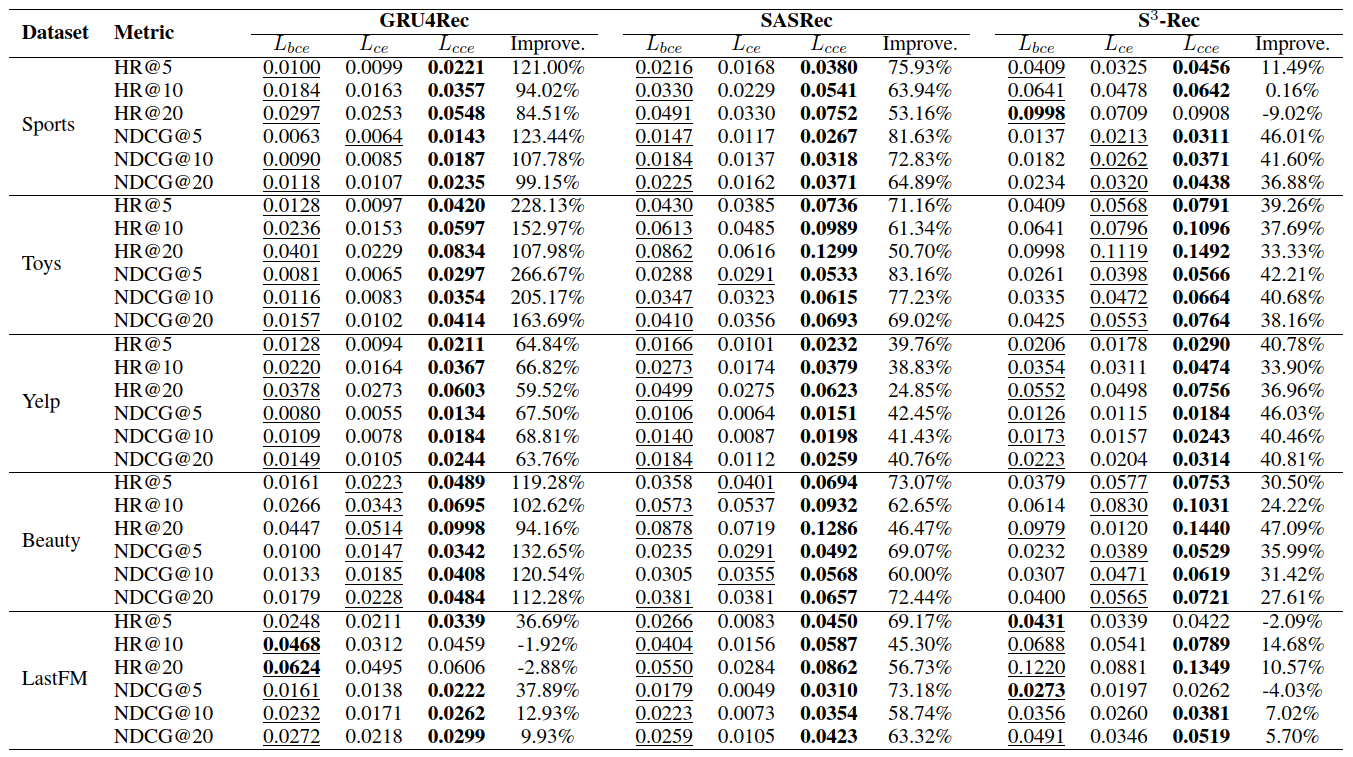 GRU4Rec SASRec S³-Rec
Dataset Metric
L_bce L_ce L_cce Improve. L_bce L_ce L_cce Improve. L_bce L_ce L_cce Improve.
HR@5 0.0100 0.0099 0.0221 121.00% 0.0216 0.0168 0.0380 75.93% 0.0409 0.0325 0.0456 11.49%
HR@10 0.0184 0.0163 0.0357 94.02% 0.0330 0.0229 0.0541 63.94% 0.0641 0.0478 0.0642 0.16%
HR@20 0.0297 0.0253 0.0548 84.51% 0.0491 0.0330 0.0752 53.16% 0.0998 0.0709 0.0908 -9.02%
Sports
NDCG@5 0.0063 0.0064 0.0143 123.44% 0.0147 0.0117 0.0267 81.63% 0.0137 0.0213 0.0311 46.01%
NDCG@10 0.0090 0.0085 0.0187 107.78% 0.0184 0.0137 0.0318 72.83% 0.0182 0.0262 0.0371 41.60%
NDCG@20 0.0118 0.0107 0.0235 99.15% 0.0225 0.0162 0.0371 64.89% 0.0234 0.0320 0.0438 36.88%
HR@5 0.0128 0.0097 0.0420 228.13% 0.0430 0.0385 0.0736 71.16% 0.0409 0.0568 0.0791 39.26%
HR@10 0.0236 0.0153 0.0597 152.97% 0.0613 0.0485 0.0989 61.34% 0.0641 0.0796 0.1096 37.69%
HR@20 0.0401 0.0229 0.0834 107.98% 0.0862 0.0616 0.1299 50.70% 0.0998 0.1119 0.1492 33.33%
Toys
NDCG@5 0.0081 0.0065 0.0297 266.67% 0.0288 0.0291 0.0533 83.16% 0.0261 0.0398 0.0566 42.21%
NDCG@10 0.0116 0.0083 0.0354 205.17% 0.0347 0.0323 0.0615 77.23% 0.0335 0.0472 0.0664 40.68%
NDCG@20 0.0157 0.0102 0.0414 163.69% 0.0410 0.0356 0.0693 69.02% 0.0425 0.0553 0.0764 38.16%
HR@5 0.0128 0.0094 0.0211 64.84% 0.0166 0.0101 0.0232 39.76% 0.0206 0.0178 0.0290 40.78%
HR@10 0.0220 0.0164 0.0367 66.82% 0.0273 0.0174 0.0379 38.83% 0.0354 0.0311 0.0474 33.90%
HR@20 0.0378 0.0273 0.0603 59.52% 0.0499 0.0275 0.0623 24.85% 0.0552 0.0498 0.0756 36.96%
Yelp
NDCG@5 0.0080 0.0055 0.0134 67.50% 0.0106 0.0064 0.0151 42.45% 0.0126 0.0115 0.0184 46.03%
NDCG@10 0.0109 0.0078 0.0184 68.81% 0.0140 0.0087 0.0198 41.43% 0.0173 0.0157 0.0243 40.46%
NDCG@20 0.0149 0.0105 0.0244 63.76% 0.0184 0.0112 0.0259 40.76% 0.0223 0.0204 0.0314 40.81%
HR@5 0.0161 0.0223 0.0489 119.28% 0.0358 0.0401 0.0694 73.07% 0.0379 0.0577 0.0753 30.50%
HR@10 0.0266 0.0343 0.0695 102.62% 0.0573 0.0537 0.0932 62.65% 0.0614 0.0830 0.1031 24.22%
HR@20 0.0447 0.0514 0.0998 94.16% 0.0878 0.0719 0.1286 46.47% 0.0979 0.0120 0.1440 47.09%
Beauty
NDCG@5 0.0100 0.0147 0.0342 132.65% 0.0235 0.0291 0.0492 69.07% 0.0232 0.0389 0.0529 35.99%
NDCG@10 0.0133 0.0185 0.0408 120.54% 0.0305 0.0355 0.0568 60.00% 0.0307 0.0471 0.0619 31.42%
NDCG@20 0.0179 0.0228 0.0484 112.28% 0.0381 0.0381 0.0657 72.44% 0.0400 0.0565 0.0721 27.61%
HR@5 0.0248 0.0211 0.0339 36.69% 0.0266 0.0083 0.0450 69.17% 0.0431 0.0339 0.0422 -2.09%
HR@10 0.0468 0.0312 0.0459 -1.92% 0.0404 0.0156 0.0587 45.30% 0.0688 0.0541 0.0789 14.68%
HR@20 0.0624 0.0495 0.0606 -2.88% 0.0550 0.0284 0.0862 56.73% 0.1220 0.0881 0.1349 10.57%
LastFM
NDCG@5 0.0161 0.0138 0.0222 37.89% 0.0179 0.0049 0.0310 73.18% 0.0273 0.0197 0.0262 -4.03%
NDCG@10 0.0232 0.0171 0.0262 12.93% 0.0223 0.0073 0.0354 58.74% 0.0356 0.0260 0.0381 7.02%
NDCG@20 0.0272 0.0218 0.0299 9.93% 0.0259 0.0105 0.0423 63.32% 0.0491 0.0346 0.0519 5.70%